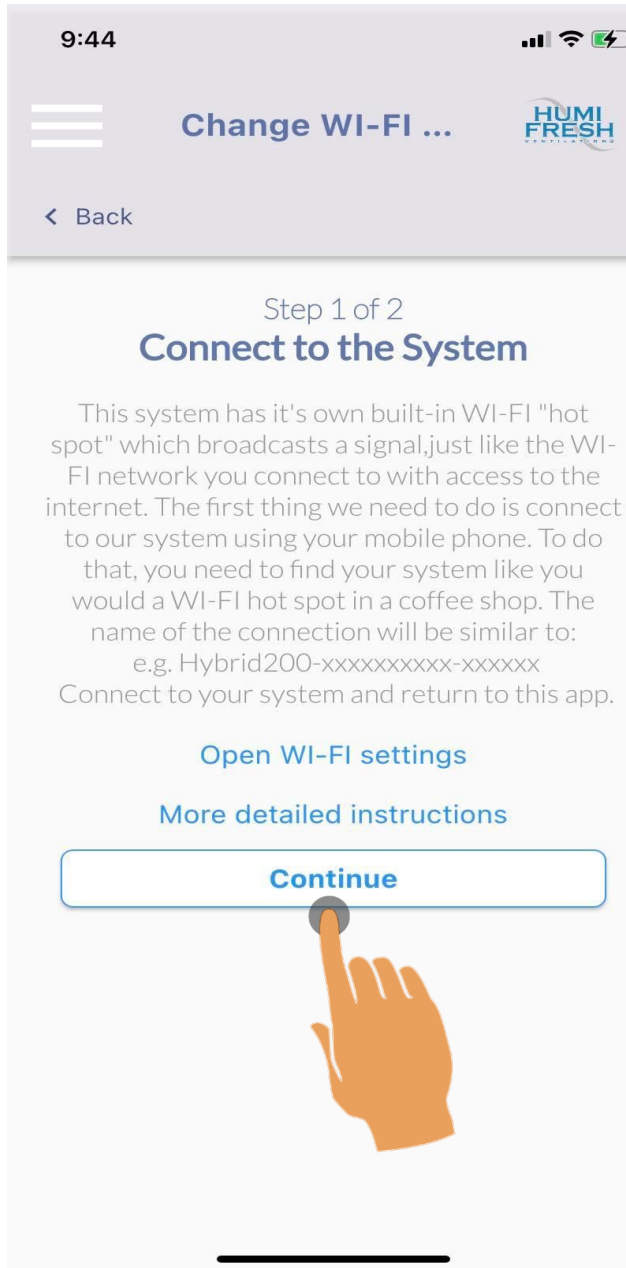 9:44
Change WI-FI ...
HUMI
FRESH
VENTILATION
< Back
Step 1 of 2
Connect to the System
This system has it's own built-in WI-FI "hot
spot" which broadcasts a signal,just like the WI-
FI network you connect to with access to the
internet. The first thing we need to do is connect
to our system using your mobile phone. To do
that, you need to find your system like you
would a WI-FI hot spot in a coffee shop. The
name of the connection will be similar to:
e.g. Hybrid200-xxxxxxxxxx-xxxxxx
Connect to your system and return to this app.
Open WI-FI settings
More detailed instructions
Continue